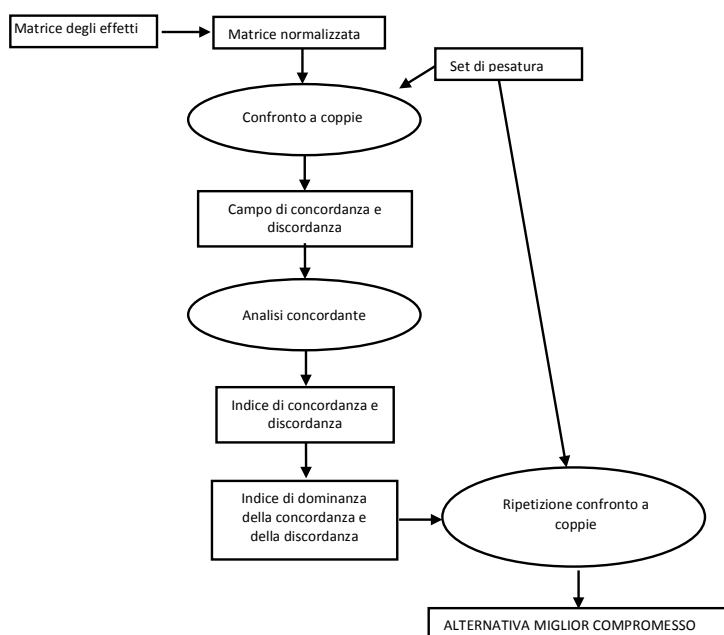 Matrice degli effetti
Matrice normalizzata
Set di pesatura
Confronto a coppie
Campo di concordanza e
discordanza
Analisi concordante
Indice di concordanza e
discordanza
Indice di dominanza
della concordanza e
della discordanza
Ripetizione confronto a
coppie
ALTERNATIVA MIGLIOR COMPROMESSO